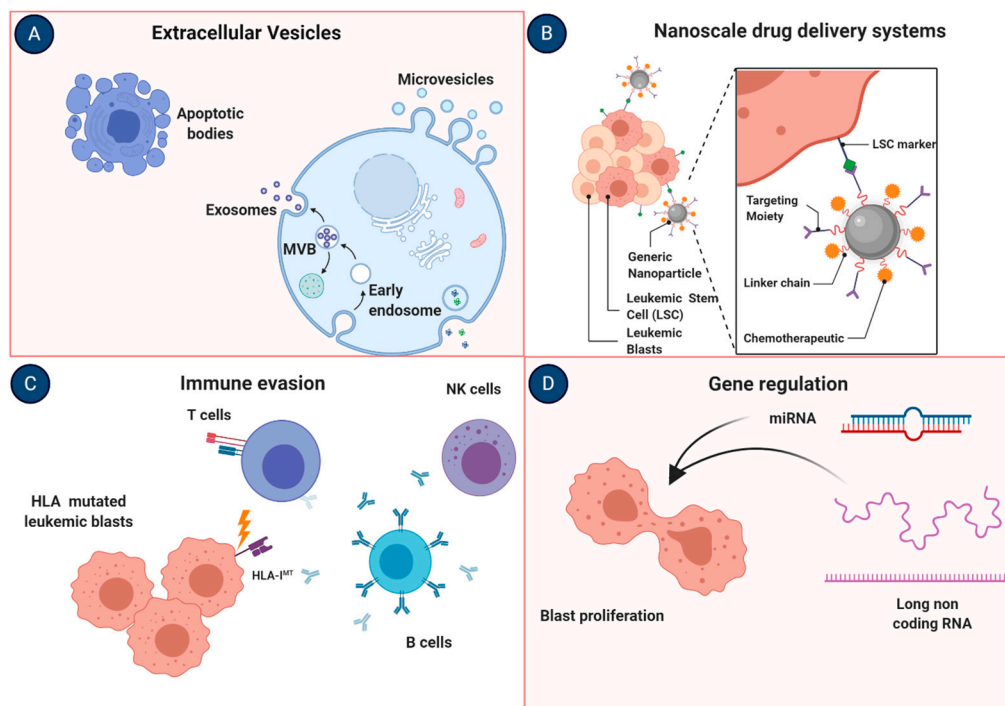 A
Extracellular Vesicles
Apoptotic
bodies
Microvesicles
Exosomes
MVB
Early
endosome
B
Nanoscale drug delivery systems
LSC marker
Targeting
Moiety
Linker chain
Chemotherapeutic
Generic
Nanoparticle
Leukemic Stem
Cell (LSC)
Leukemic
Blasts
C
Immune evasion
T cells
NK cells
HLA mutated
leukemic blasts
HLA-I^MT
B cells
D
Gene regulation
miRNA
Blast proliferation
Long non
coding RNA